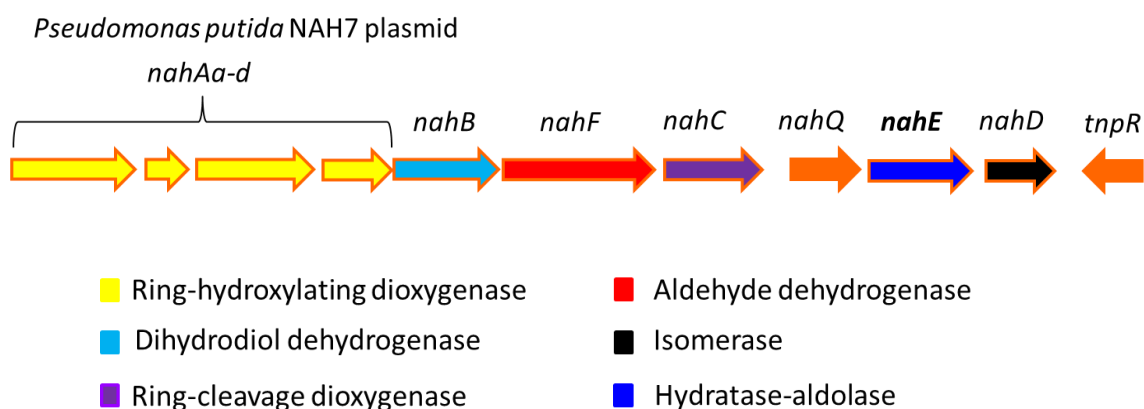 Pseudomonas putida NAH7 plasmid
nahAa-d
nahB nahF nahC nahQ nahE nahD tnpR
Ring-hydroxylating dioxygenase
Aldehyde dehydrogenase
Dihydrodiol dehydrogenase
Isomerase
Ring-cleavage dioxygenase
Hydratase-aldolase